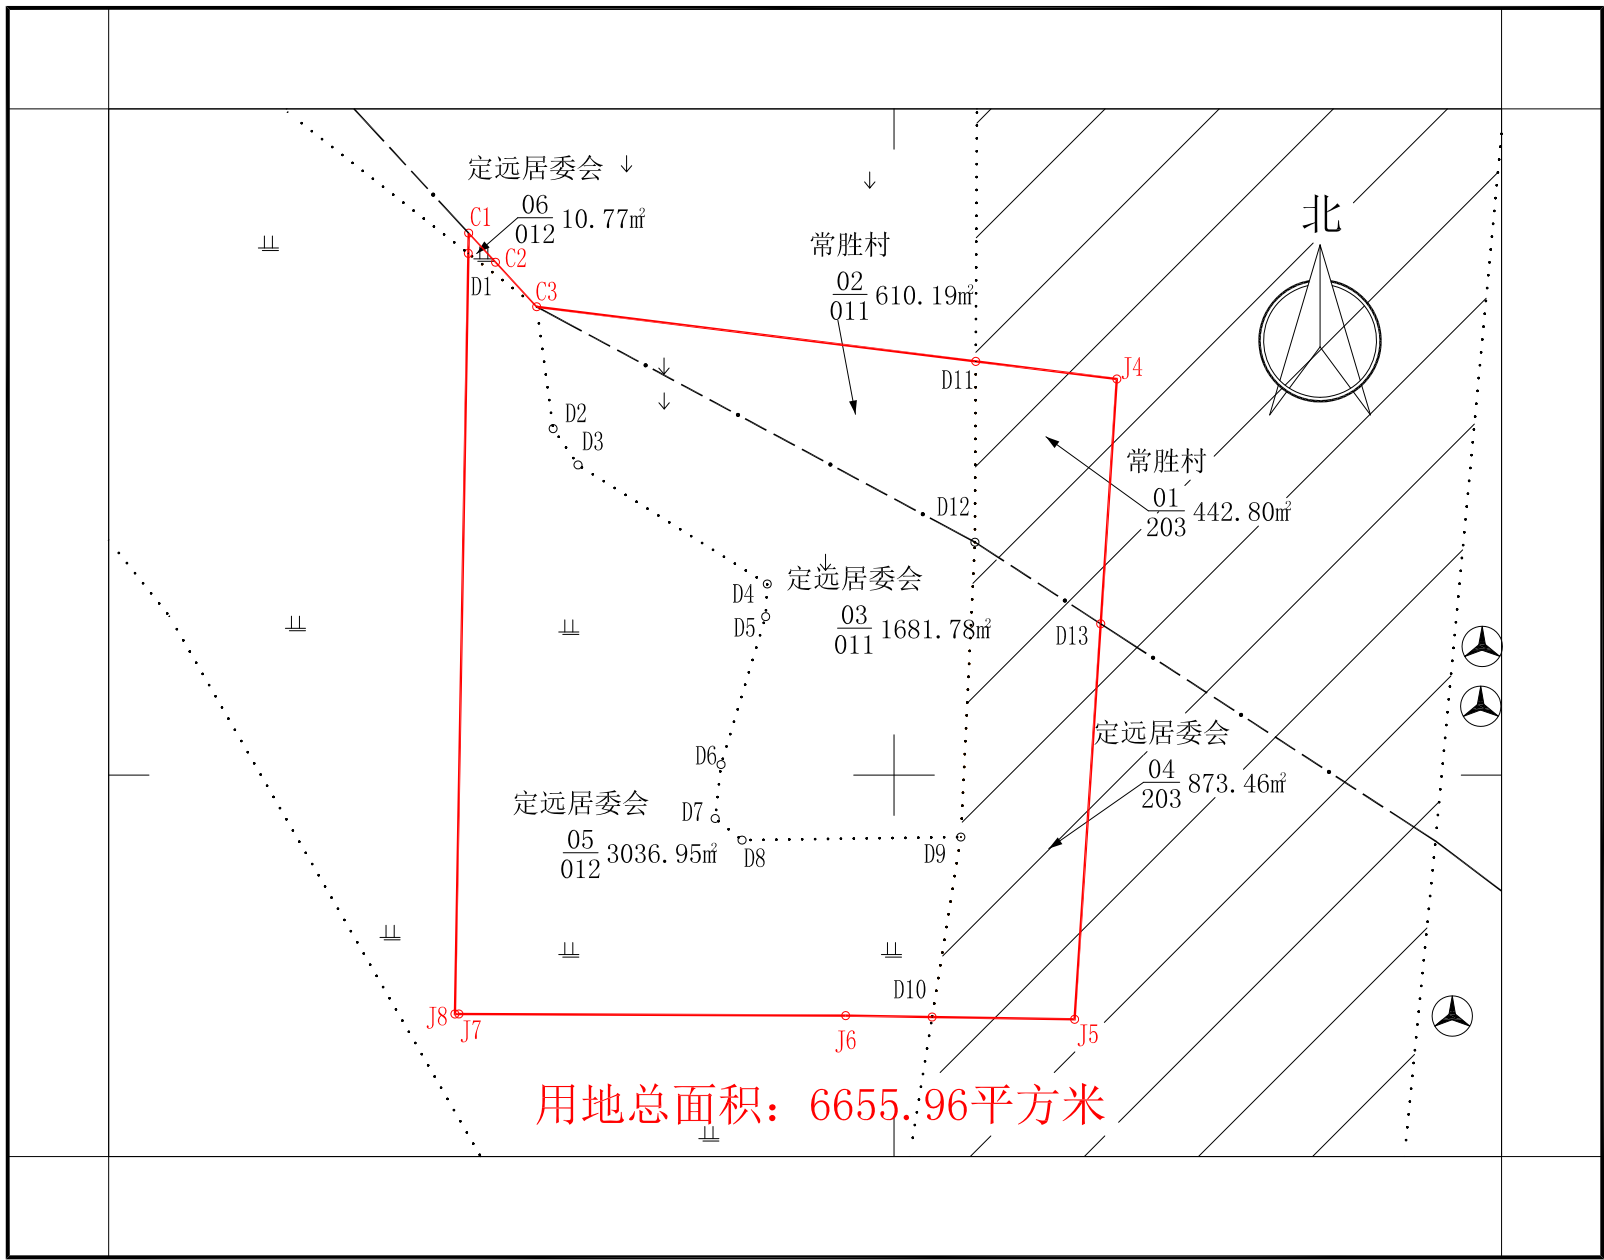 定远居委会
06
012
10.77㎡
C1
C2
D1
C3
北
常胜村
02
011
610.19㎡
D11
J4
D2
D3
常胜村
01
203
442.80㎡
D12
D4
定远居委会
D5
03
011
1681.78㎡
D13
定远居委会
D6
04
203
873.46㎡
定远居委会
D7
05
012
3036.95㎡
D8
D9
D10
J8
J7
J6
J5
用地总面积：6655.96平方米